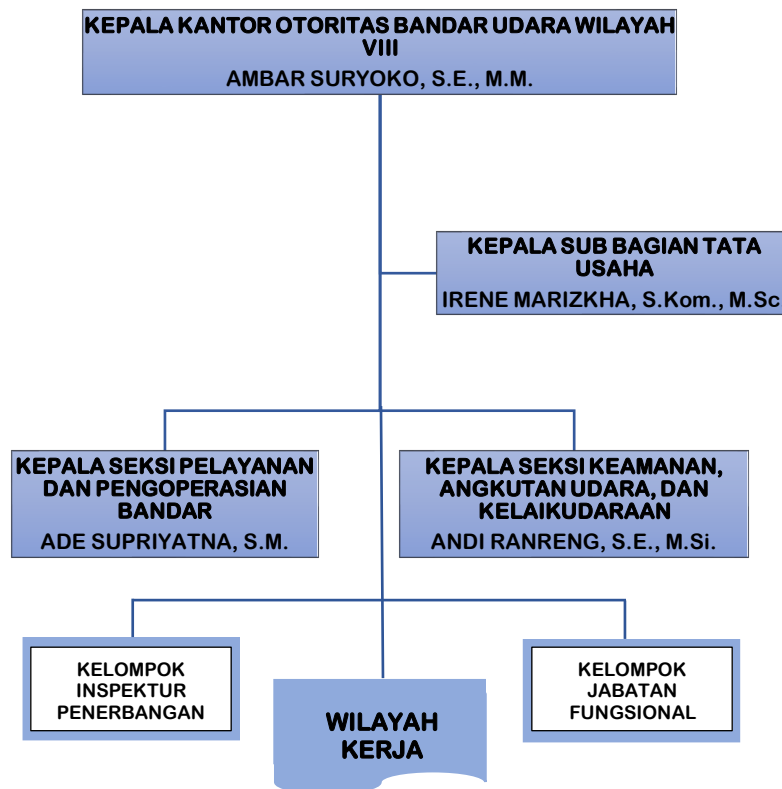 KEPALA KANTOR OTORITAS BANDAR UDARA WILAYAH
VIII
AMBAR SURYOKO, S.E., M.M.
KEPALA SUB BAGIAN TATA
USAHA
IRENE MARIZKHA, S.Kom., M.Sc
KEPALA SEKSI PELAYANAN
DAN PENGOPERASIAN
BANDAR
ADE SUPRIYATNA, S.M.
KEPALA SEKSI KEAMANAN,
ANGKUTAN UDARA, DAN
KELAIKUDARAAN
ANDI RANRENG, S.E., M.Si.
KELOMPOK
INSPEKTUR
PENERBANGAN
WILAYAH
KERJA
KELOMPOK
JABATAN
FUNGSIONAL